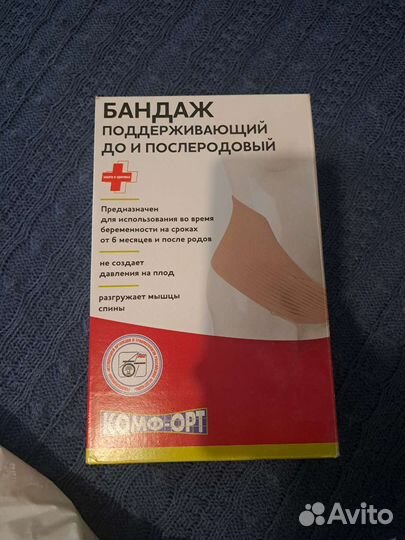 БАНДАЖ
ПОДДЕРЖИВАЮЩИЙ
ДО И ПОСЛЕРОДОВЫЙ
Предназначен
для использования во время
беременности на сроках
от 6 месяцев и после родов
не создает
давления на плод
разгружает мышцы
спины
КОМФ-ОРТ
Avito